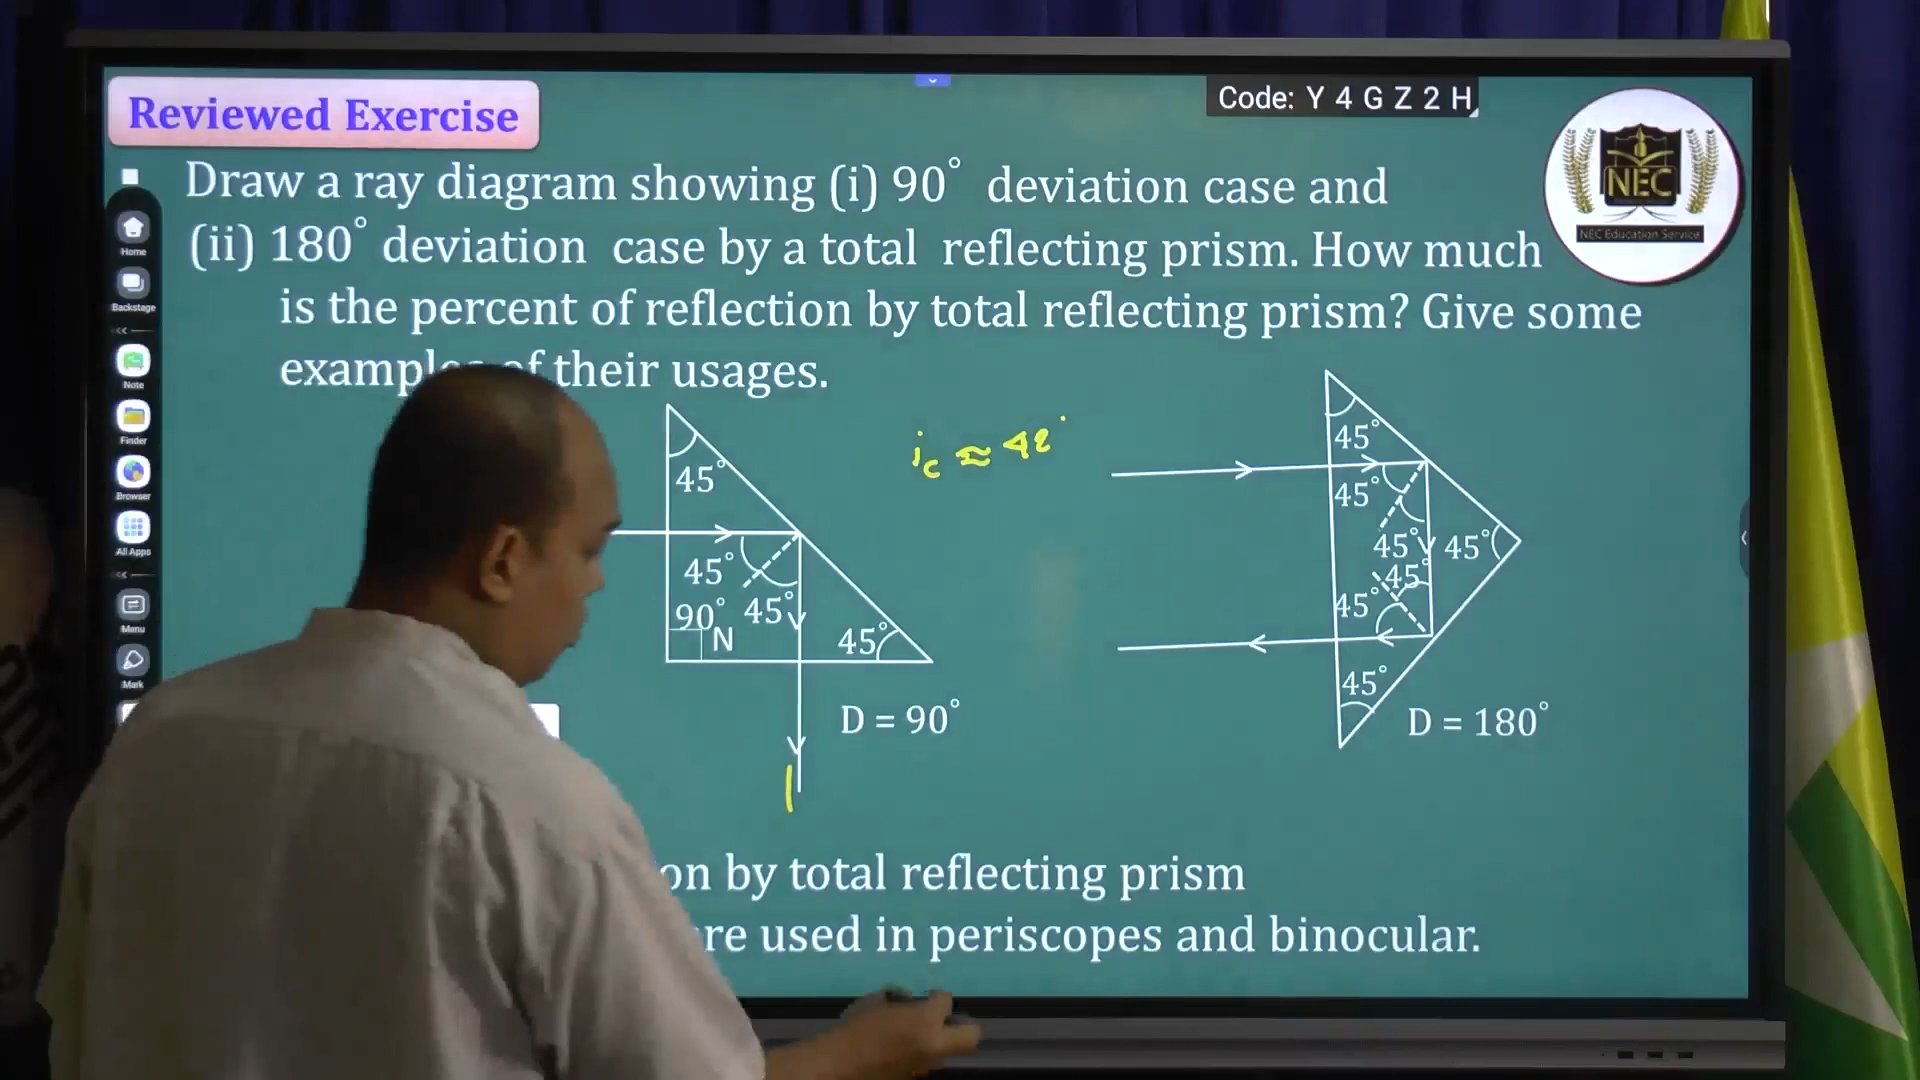 Reviewed Exercise
Code: Y 4 G Z 2 H
Draw a ray diagram showing (i) 90° deviation case and
(ii) 180° deviation case by a total reflecting prism. How much
is the percent of reflection by total reflecting prism? Give some
of their usages.
NEC
NEC Education Service
Home
Backstage
Note
Finder
Browser
All Apps
Menu
Mark
45°
45°
90°
45°
N
45°
D = 90°
i_c ≈ 42°
45°
45°
45°
45°
45°
45°
45°
D = 180°
by total reflecting prism
used in periscopes and binocular.
NEC